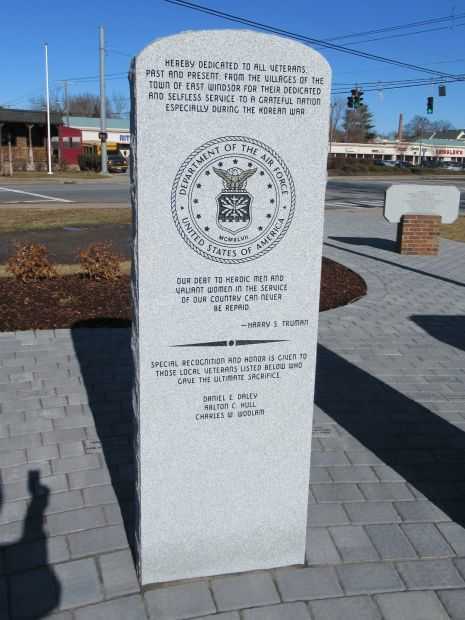 HEREBY DEDICATED TO ALL VETERANS,
PAST AND PRESENT, FROM THE VILLAGES OF THE
TOWN OF EAST WINDSOR FOR THEIR DEDICATED
AND SELFLESS SERVICE TO A GRATEFUL NATION
ESPECIALLY DURING THE KOREAN WAR
DEPARTMENT OF THE AIR FORCE
MCMXLVII
UNITED STATES OF AMERICA
OUR DEBT TO HEROIC MEN AND
VALIANT WOMEN IN THE SERVICE
OF OUR COUNTRY CAN NEVER
BE REPAID.
—HARRY S. TRUMAN
SPECIAL RECOGNITION AND HONOR IS GIVEN TO
THOSE LOCAL VETERANS LISTED BELOW WHO
GAVE THE ULTIMATE SACRIFICE.
DANIEL E. DALEY
CHARLES W. WOOLAM